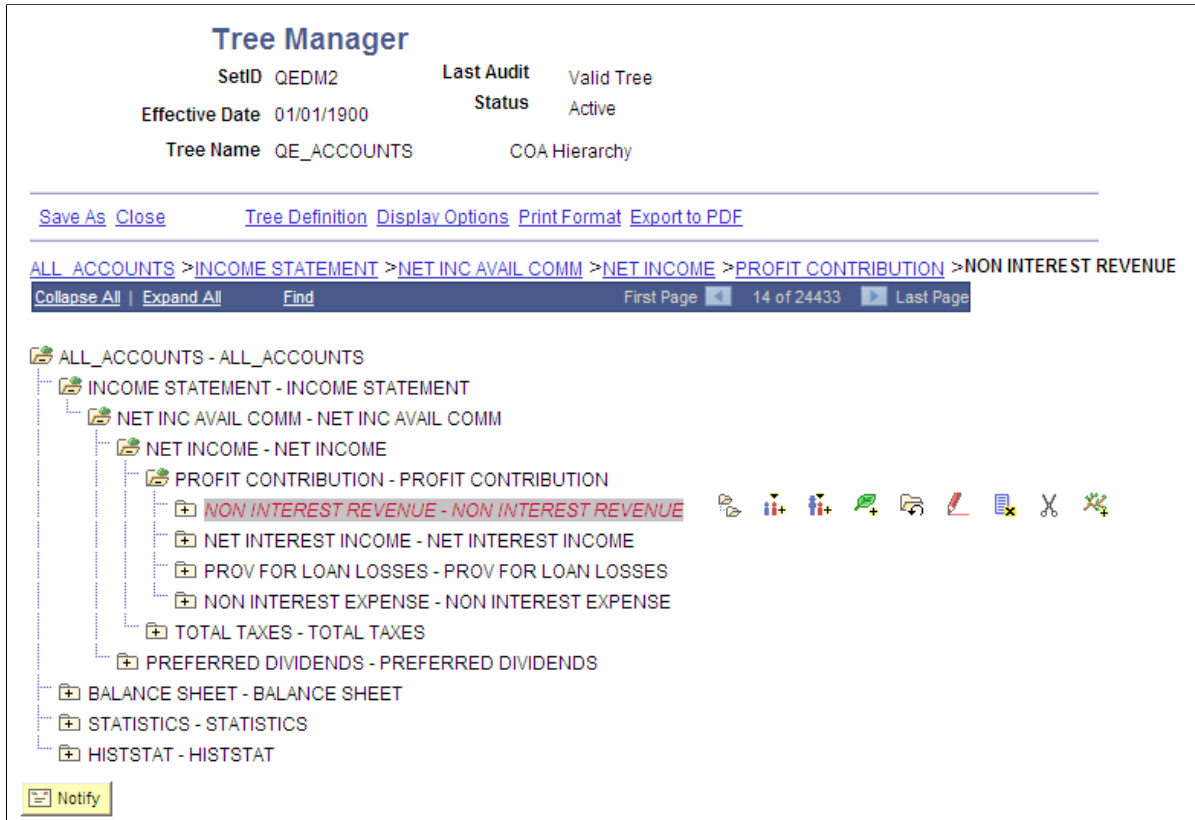 Tree Manager
SetID QEDM2 Last Audit Valid Tree
Effective Date 01/01/1900 Status Active
Tree Name QE_ACCOUNTS COA Hierarchy
Save As Close Tree Definition Display Options Print Format Export to PDF
ALL_ACCOUNTS >INCOME STATEMENT >NET INC AVAIL COMM >NET INCOME >PROFIT CONTRIBUTION >NON INTEREST REVENUE
Collapse All | Expand All Find First Page 14 of 24433 Last Page
ALL_ACCOUNTS - ALL_ACCOUNTS
INCOME STATEMENT - INCOME STATEMENT
NET INC AVAIL COMM - NET INC AVAIL COMM
NET INCOME - NET INCOME
PROFIT CONTRIBUTION - PROFIT CONTRIBUTION
NON INTEREST REVENUE - NON INTEREST REVENUE
NET INTEREST INCOME - NET INTEREST INCOME
PROV FOR LOAN LOSSES - PROV FOR LOAN LOSSES
NON INTEREST EXPENSE - NON INTEREST EXPENSE
TOTAL TAXES - TOTAL TAXES
PREFERRED DIVIDENDS - PREFERRED DIVIDENDS
BALANCE SHEET - BALANCE SHEET
STATISTICS - STATISTICS
HISTSTAT - HISTSTAT
Notify